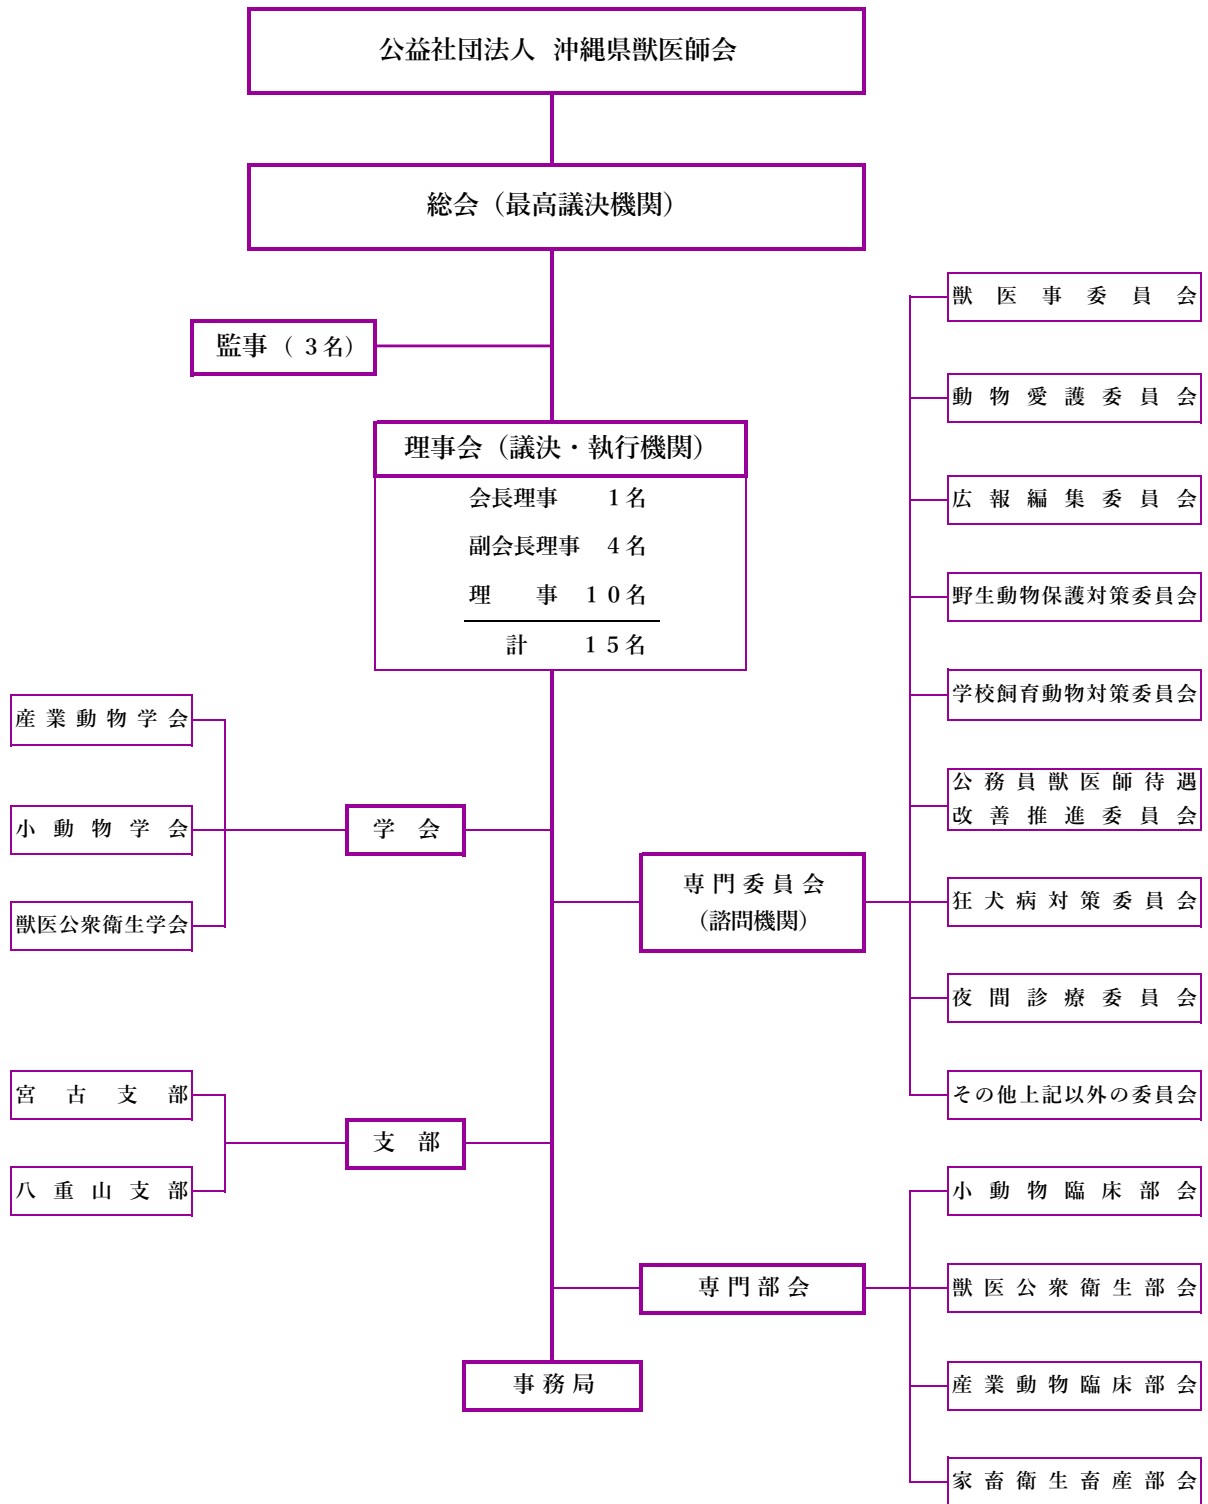 公益社団法人 沖縄県獣医師会
総会（最高議決機関）
監事（３名）
理事会（議決・執行機関）
会長理事 １名
副会長理事 ４名
理 事 １０名
計 １５名
産業動物学会
小動物学会
獣医公衆衛生学会
学 会
宮古支部
八重山支部
支 部
専門委員会
（諮問機関）
獣医事委員会
動物愛護委員会
広報編集委員会
野生動物保護対策委員会
学校飼育動物対策委員会
公務員獣医師待遇
改善推進委員会
狂犬病対策委員会
夜間診療委員会
その他上記以外の委員会
専門部会
小動物臨床部会
獣医公衆衛生部会
産業動物臨床部会
家畜衛生畜産部会
事務局